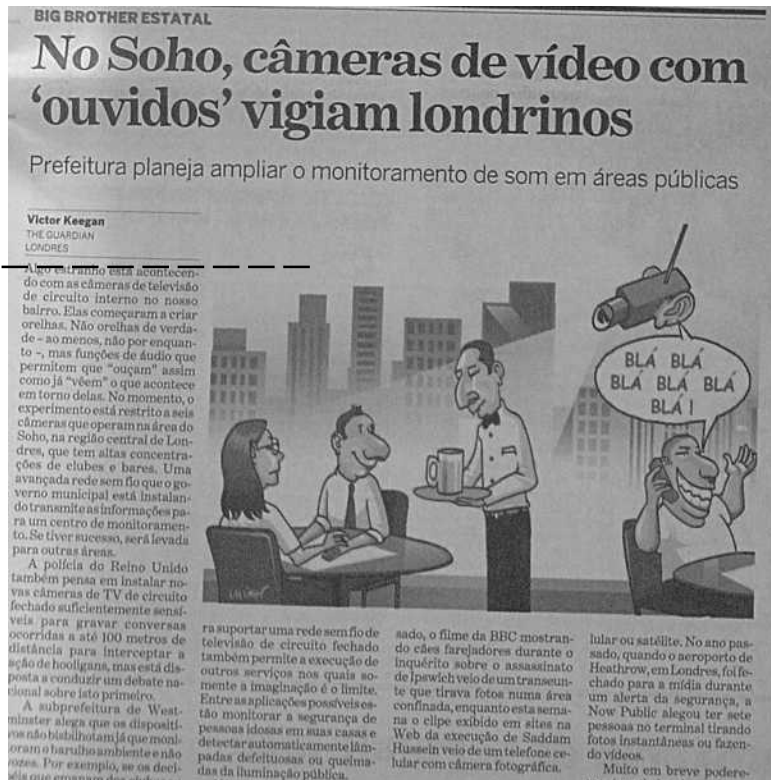 BIG BROTHER ESTATAL
No Soho, câmeras de vídeo com
‘ouvidos’ vigiam londrinos
Prefeitura planeja ampliar o monitoramento de som em áreas públicas
Victor Keegan
THE GUARDIAN
LONDRES
Algo estranho está acontecen-
do com as câmeras de televisão
de circuito interno no nosso
bairro. Elas começaram a criar
orelhas. Não orelhas de verda-
de – ao menos, não por enquan-
to –, mas funções de áudio que
permitem que “ouçam” assim
como já “vêem” o que acontece
em torno delas. No momento, o
experimento está restrito a seis
câmeras que operam na área do
Soho, na região central de Lon-
dres, que tem altas concentra-
ções de clubes e bares. Uma
avançada rede sem fio que o go-
verno municipal está instalan-
do transmite as informações pa-
ra um centro de monitoramen-
to. Se tiver sucesso, será levada
para outras áreas.
A polícia do Reino Unido
também pensa em instalar no-
vas câmeras de TV de circuito
fechado suficientemente sensí-
veis para gravar conversas
ocorridas a até 100 metros de
distância para interceptar a
ação de hooligans, mas está dis-
posta a conduzir um debate na-
cional sobre isto primeiro.
A subprefeitura de West-
minster alega que os dispositi-
vos não bisbilhotam já que moni-
oram o barulho ambiente e não
vozes. Por exemplo, se os deci-
béis que emanam dos
ra suportar uma rede sem fio de
televisão de circuito fechado
também permite a execução de
outros serviços nos quais so-
mente a imaginação é o limite.
Entre as aplicações possíveis es-
tão monitorar a segurança de
pessoas idosas em suas casas e
detectar automaticamente lâm-
padas defeituosas ou queima-
das da iluminação pública.
sado, o filme da BBC mostran-
do cães farejadores durante o
inquérito sobre o assassinato
de Ipswich veio de um transeun-
te que tirava fotos numa área
confinada, enquanto esta sema-
na o clipe exibido em sites na
Web da execução de Saddam
Hussein veio de um telefone ce-
lular com câmera fotográfica.
lular ou satélite. No ano pas-
sado, quando o aeroporto de
Heathrow, em Londres, foi fe-
chado para a mídia durante
um alerta da segurança, a
Now Public alegou ter sete
pessoas no terminal tirando
fotos instantâneas ou fazen-
do vídeos.
Muito em breve podere-
BLÁ BLÁ
BLÁ BLÁ BLÁ
BLÁ !